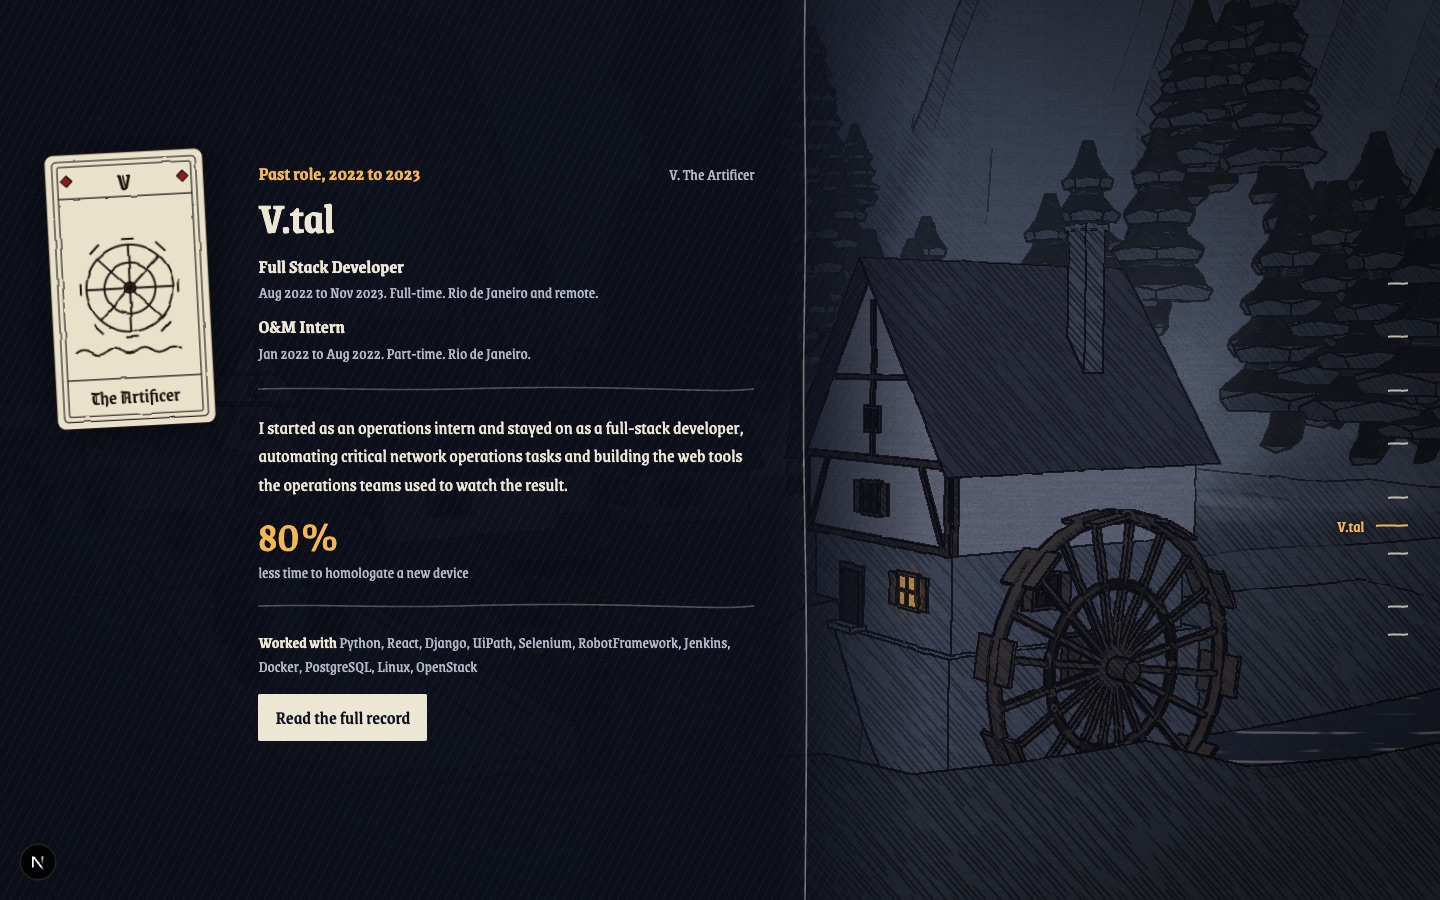 V
The Artificer
Past role, 2022 to 2023
V. The Artificer
V.tal
Full Stack Developer
Aug 2022 to Nov 2023. Full-time. Rio de Janeiro and remote.
O&M Intern
Jan 2022 to Aug 2022. Part-time. Rio de Janeiro.
I started as an operations intern and stayed on as a full-stack developer,
automating critical network operations tasks and building the web tools
the operations teams used to watch the result.
80%
less time to homologate a new device
Worked with Python, React, Django, UiPath, Selenium, RobotFramework, Jenkins,
Docker, PostgreSQL, Linux, OpenStack
Read the full record
V.tal
N